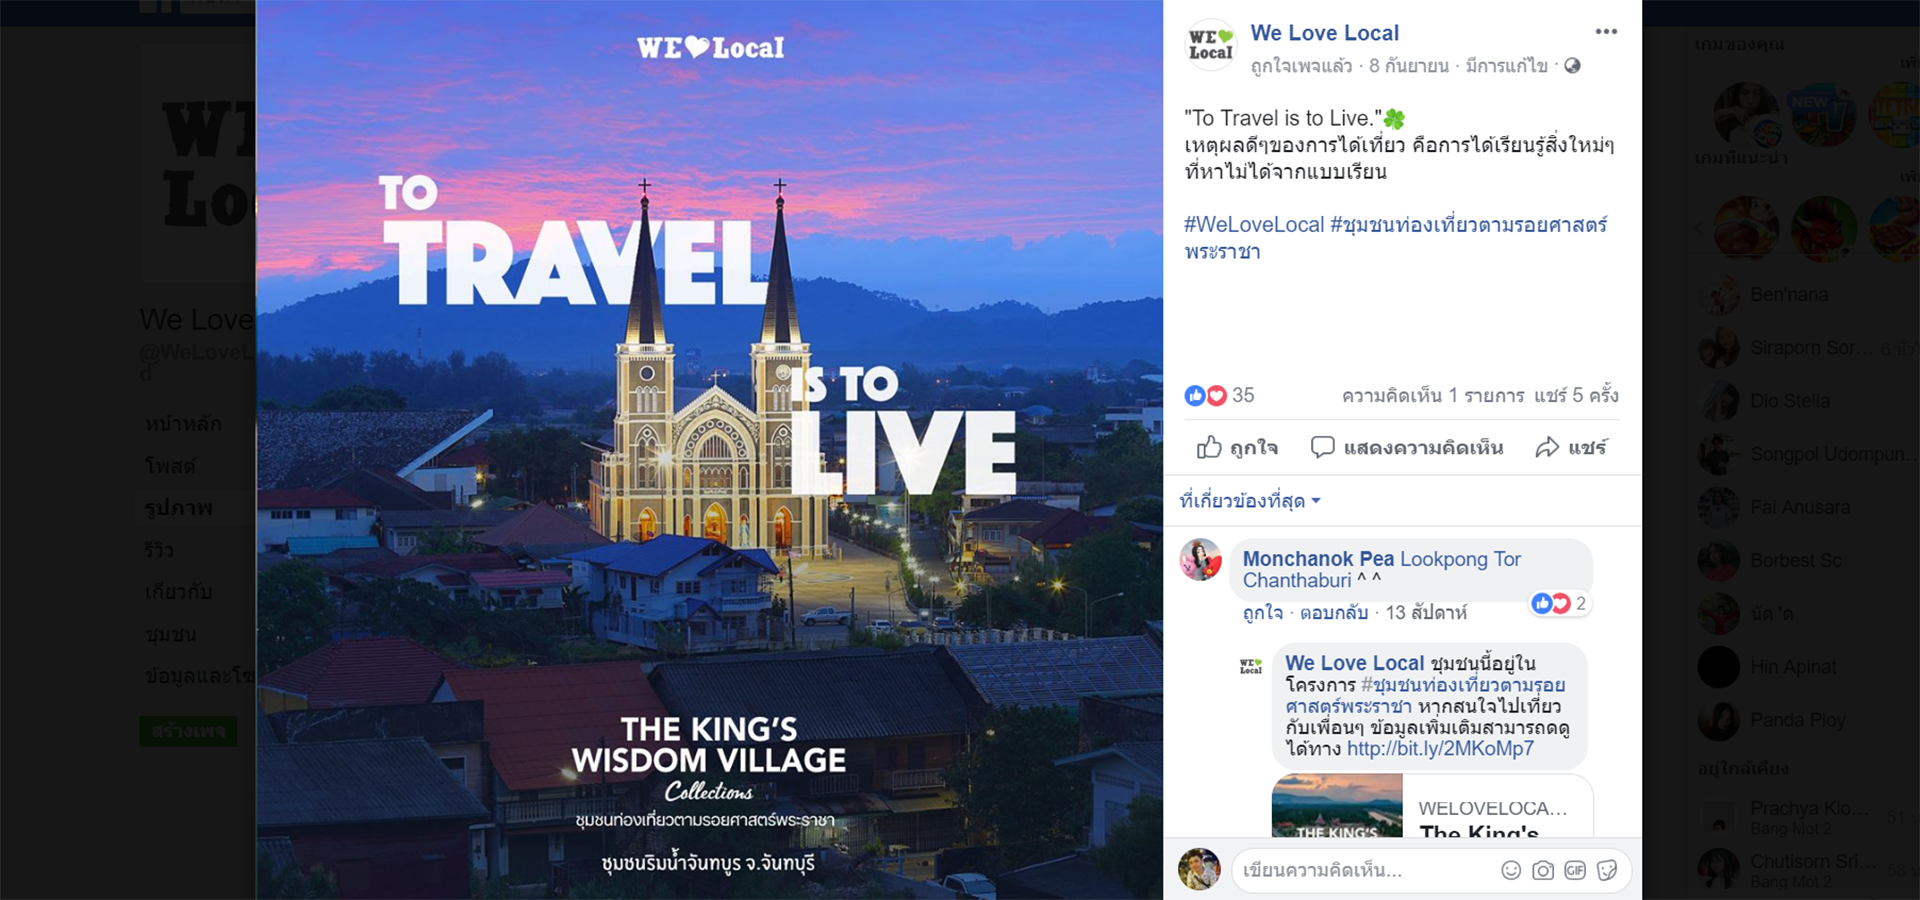 WE Local
TO
TRAVEL
IS TO
LIVE
THE KING'S
WISDOM VILLAGE
Collections
ชุมชนท่องเที่ยวตามรอยศาสตร์พระราชา
ชุมชนริมน้ำจันทบูร จ.จันทบุรี
WE
Local
We Love Local
ถูกใจเพจแล้ว · 8 กันยายน · มีการแก้ไข ·
"To Travel is to Live."
เหตุผลดีๆของการได้เที่ยว คือการได้เรียนรู้สิ่งใหม่ๆ
ที่หาไม่ได้จากแบบเรียน
#WeLoveLocal #ชุมชนท่องเที่ยวตามรอยศาสตร์
พระราชา
35 ความคิดเห็น 1 รายการ แชร์ 5 ครั้ง
ถูกใจ แสดงความคิดเห็น แชร์
ที่เกี่ยวข้องที่สุด
Monchanok Pea Lookpong Tor
Chanthaburi ^ ^
2
ถูกใจ · ตอบกลับ · 13 สัปดาห์
WE
Local
We Love Local ชุมชนนี้อยู่ใน
โครงการ #ชุมชนท่องเที่ยวตามรอย
ศาสตร์พระราชา หากสนใจไปเที่ยว
กับเพื่อนๆ ข้อมูลเพิ่มเติมสามารถดดู
ได้ทาง http://bit.ly/2MKoMp7
THE KING'S
WELOVELOCA...
The King's
เขียนความคิดเห็น...
GIF
We Love
@WeLoveL
d
หน้าหลัก
โพสต์
รูปภาพ
รีวิว
เกี่ยวกับ
ชุมชน
ข้อมูลและโฆ
สร้างเพจ
เกมของคุณ
NEW
เกมที่แนะนำ
Ben'nana
Siraporn Sor...
Dio Stella
Songpol Udompun...
Fai Anusara
Borbest Sc
นัด 'ด
Hin Apinat
Panda Ploy
อยู่ใกล้เคียง
Prachya Klo...
Bang Mot 2
Chutisorn Sri...
Bang Mot 2